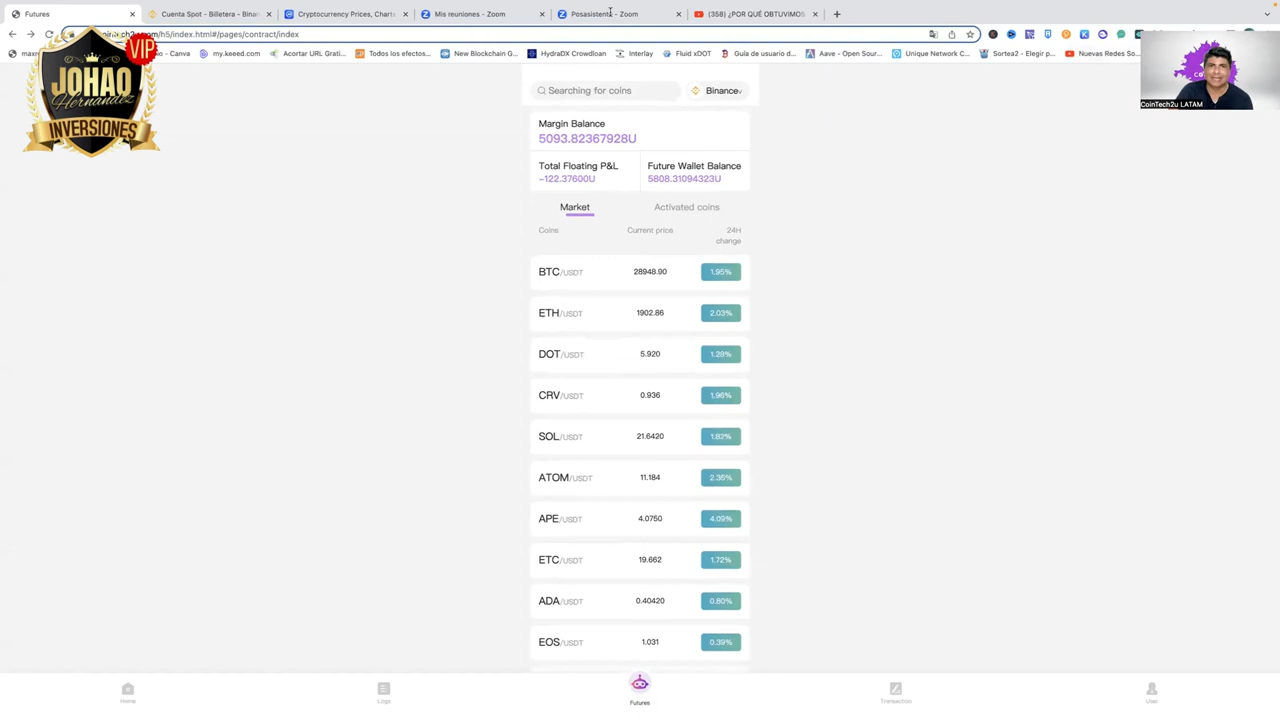 Futures
Cuenta Spot - Billetera - Binan
Cryptocurrency Prices, Charts
Mis reuniones - Zoom
Posasistente - Zoom
(358) ¿POR QUÉ OBTUVIMOS
/h5/index.html#/pages/contract/index
- Canva
my.keeed.com
Acortar URL Grati...
Todos los efectos...
New Blockchain G...
HydraDX Crowdloan
Interlay
Fluid xDOT
Guía de usuario d...
Aave - Open Sour...
Unique Network C...
Sortea2 - Elegir p...
Nuevas Redes So...
VIP
JOHAO
Hernandez
INVERSIONES
CoinTech2u LATAM
Searching for coins
Binance
Margin Balance
5093.82367928U
Total Floating P&L
-122.37600U
Future Wallet Balance
5808.31094323U
Market
Activated coins
Coins
Current price
24H
change
BTC/USDT
28948.90
1.95%
ETH/USDT
1902.86
2.03%
DOT/USDT
5.920
1.28%
CRV/USDT
0.936
1.96%
SOL/USDT
21.6420
1.82%
ATOM/USDT
11.184
2.36%
APE/USDT
4.0750
4.09%
ETC/USDT
19.662
1.72%
ADA/USDT
0.40420
0.80%
EOS/USDT
1.031
0.39%
Home
Logs
Futures
Transaction
User